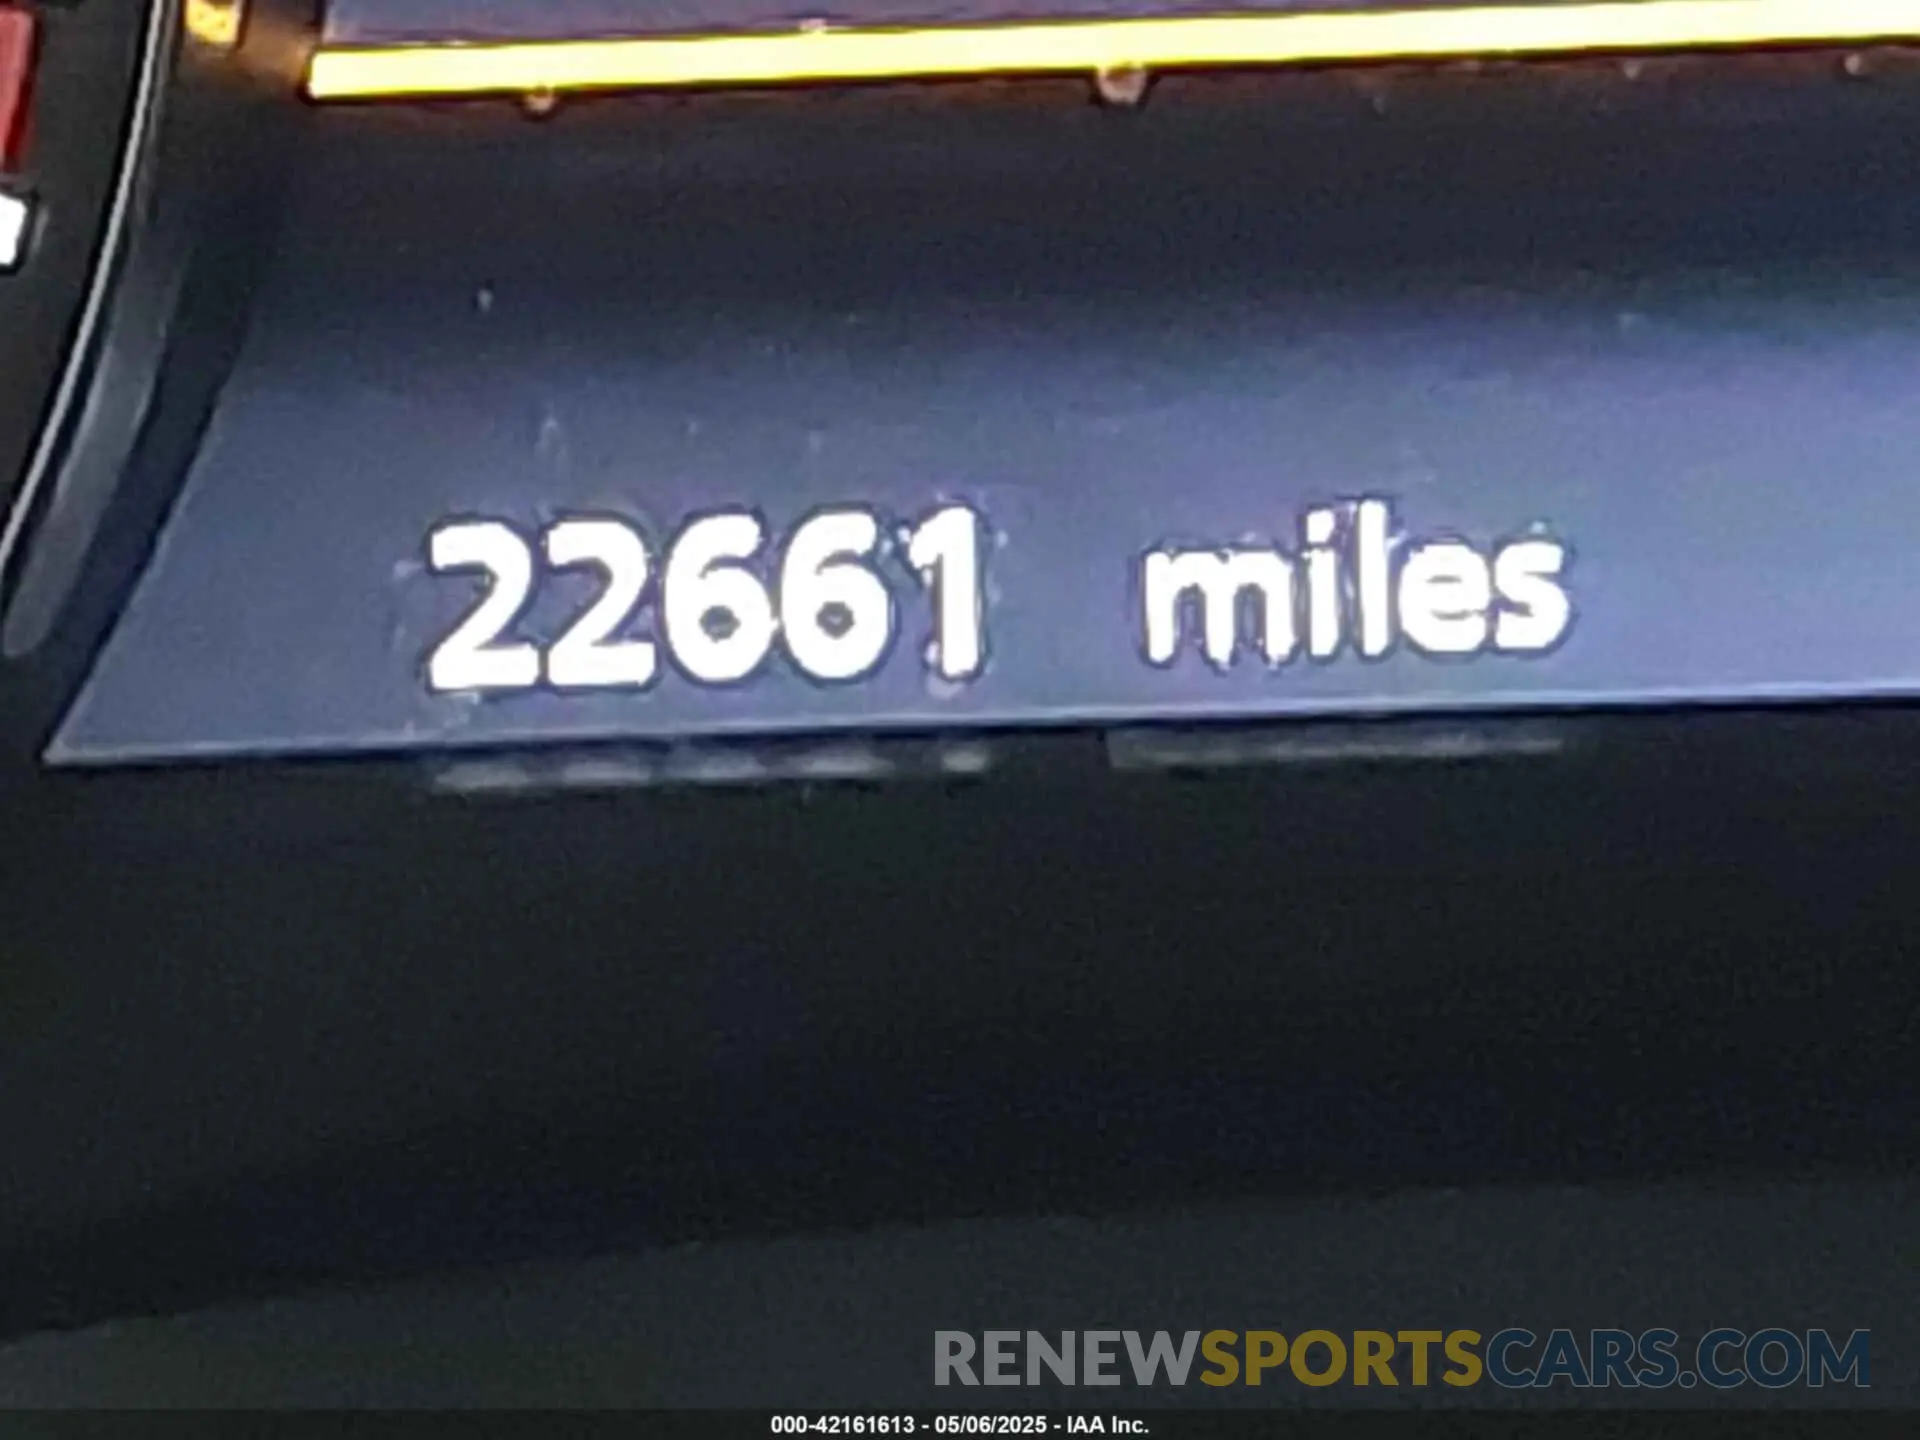 22661 miles
RENEWSPORTSCARS.COM
000-42161613 - 05/06/2025 - IAA Inc.